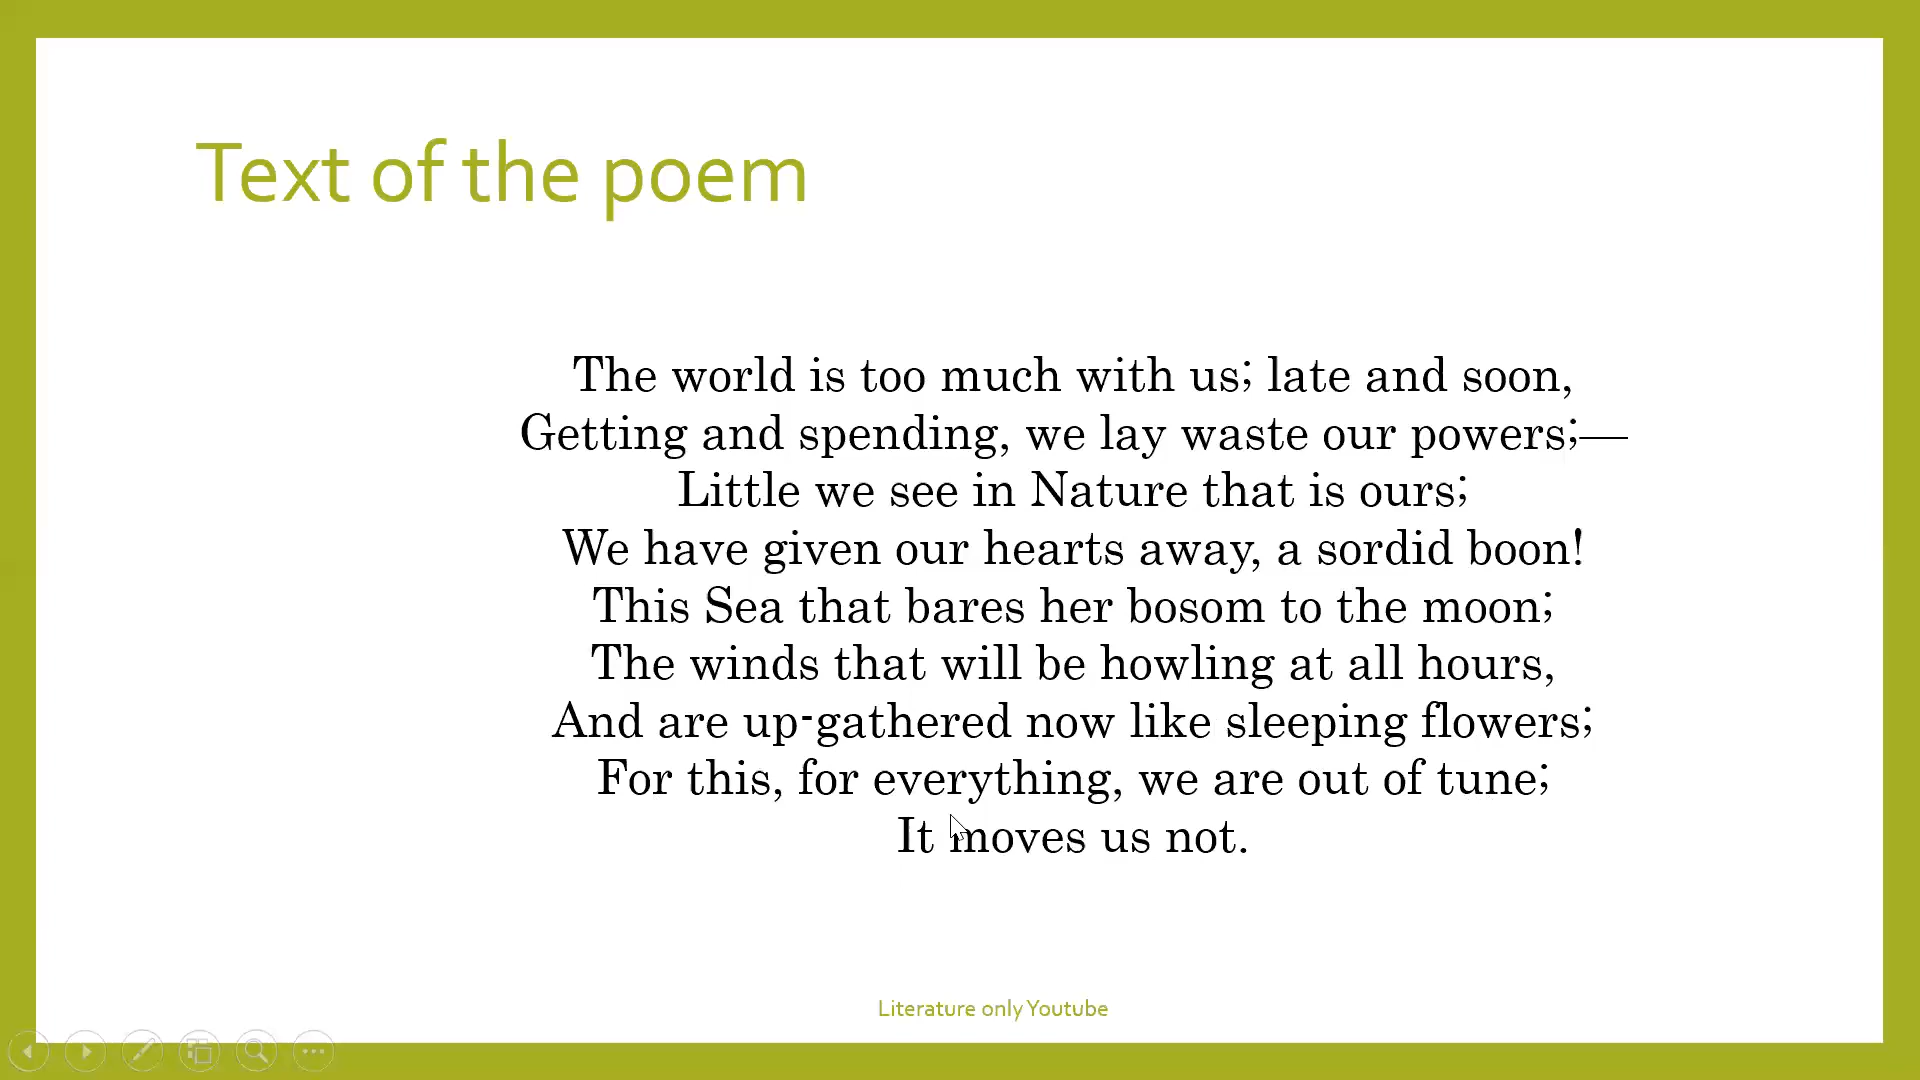 Text of the poem
The world is too much with us; late and soon,
Getting and spending, we lay waste our powers;—
Little we see in Nature that is ours;
We have given our hearts away, a sordid boon!
This Sea that bares her bosom to the moon;
The winds that will be howling at all hours,
And are up-gathered now like sleeping flowers;
For this, for everything, we are out of tune;
It moves us not.
Literature only Youtube